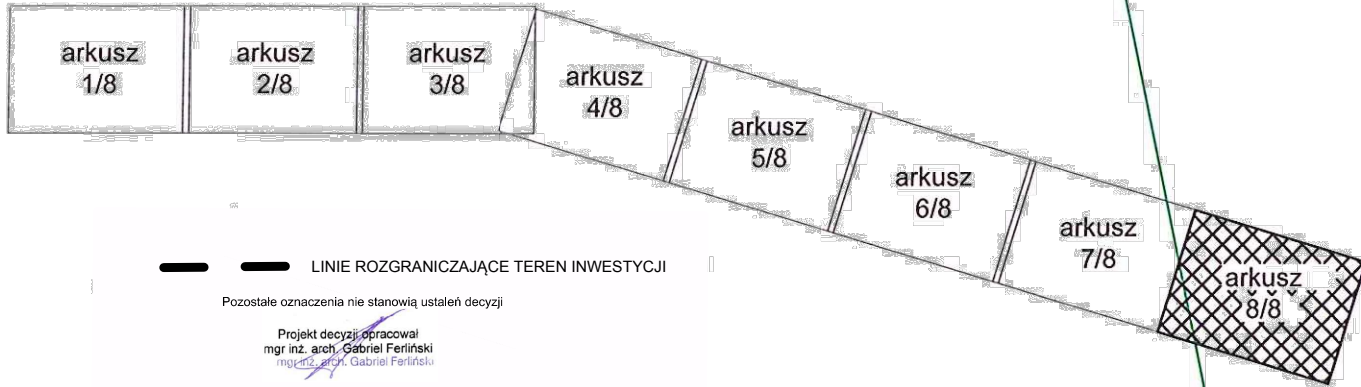 arkusz
1/8
arkusz
2/8
arkusz
3/8
arkusz
4/8
arkusz
5/8
arkusz
6/8
arkusz
7/8
arkusz
8/8
LINIE ROZGRANICZAJĄCE TEREN INWESTYCJI
Pozostałe oznaczenia nie stanowią ustaleń decyzji
Projekt decyzji opracował
mgr inż. arch. Gabriel Ferliński
mgr inż. arch. Gabriel Ferliński